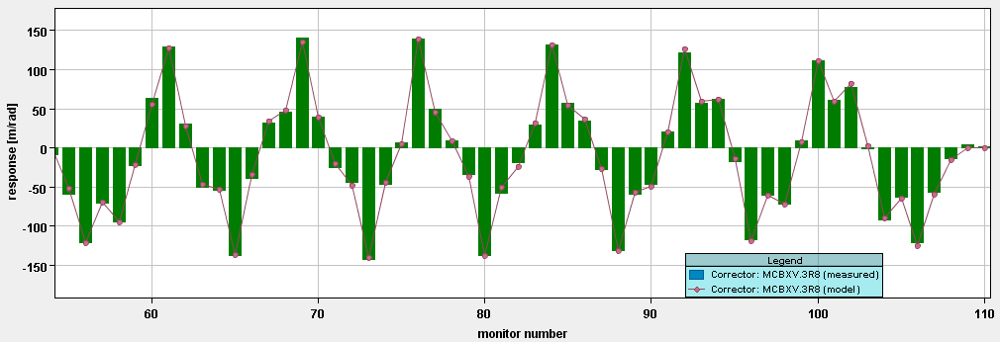 150
100
50
0
-50
-100
-150
response [m/rad]
60
70
80
90
100
110
monitor number
Legend
Corrector: MCBXV.3R8 (measured)
Corrector: MCBXV.3R8 (model)